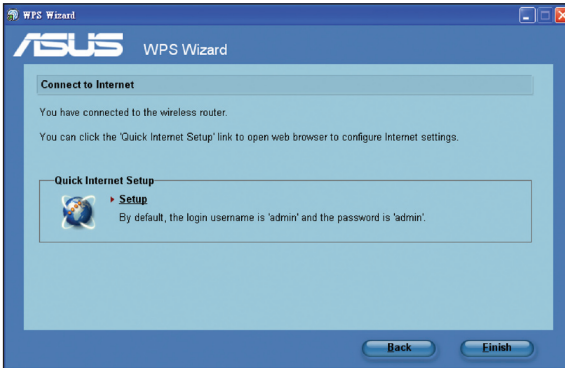 WPS Wizard
ASUS WPS Wizard
Connect to Internet
You have connected to the wireless router.
You can click the 'Quick Internet Setup' link to open web browser to configure Internet settings.
Quick Internet Setup
Setup
By default, the login username is 'admin' and the password is 'admin'.
Back Finish